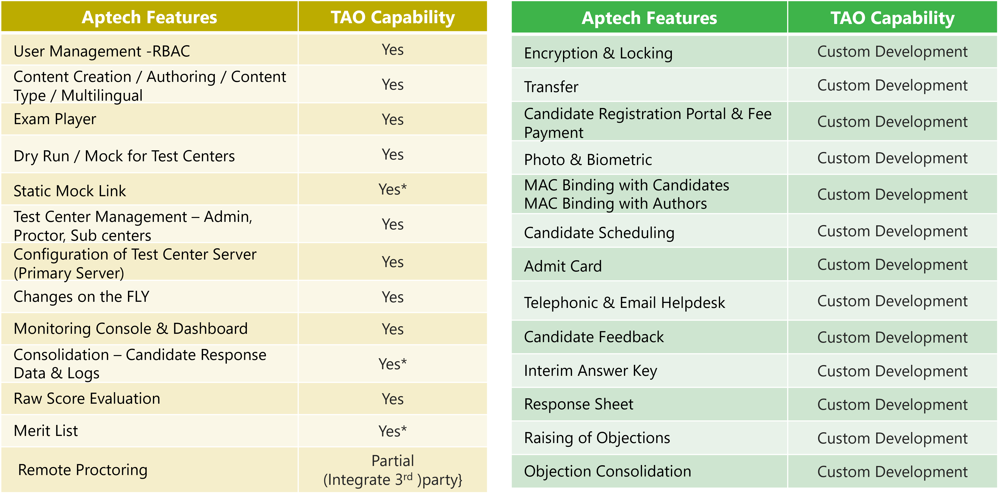 Aptech Features TAO Capability
User Management -RBAC Yes
Content Creation / Authoring / Content
Type / Multilingual Yes
Exam Player Yes
Dry Run / Mock for Test Centers Yes
Static Mock Link Yes*
Test Center Management – Admin,
Proctor, Sub centers Yes
Configuration of Test Center Server
(Primary Server) Yes
Changes on the FLY Yes
Monitoring Console & Dashboard Yes
Consolidation – Candidate Response
Data & Logs Yes*
Raw Score Evaluation Yes
Merit List Yes*
Remote Proctoring Partial
(Integrate 3rd )party}
Aptech Features TAO Capability
Encryption & Locking Custom Development
Transfer Custom Development
Candidate Registration Portal & Fee
Payment Custom Development
Photo & Biometric Custom Development
MAC Binding with Candidates
MAC Binding with Authors Custom Development
Candidate Scheduling Custom Development
Admit Card Custom Development
Telephonic & Email Helpdesk Custom Development
Candidate Feedback Custom Development
Interim Answer Key Custom Development
Response Sheet Custom Development
Raising of Objections Custom Development
Objection Consolidation Custom Development